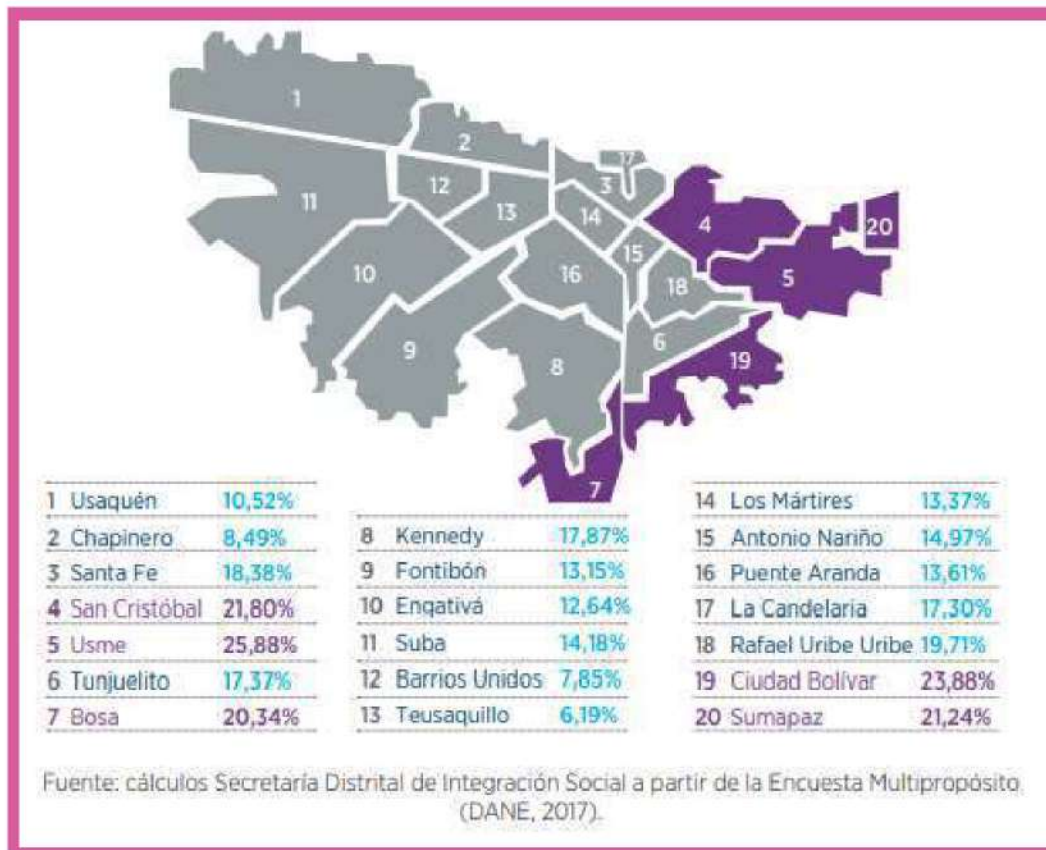 1
2
17
3
12
11
13
14
4
20
15
10
16
18
5
9
6
8
19
7
1 Usaquén 10,52%
2 Chapinero 8,49%
3 Santa Fe 18,38%
4 San Cristóbal 21,80%
5 Usme 25,88%
6 Tunjuelito 17,37%
7 Bosa 20,34%
8 Kennedy 17,87%
9 Fontibón 13,15%
10 Engativá 12,64%
11 Suba 14,18%
12 Barrios Unidos 7,85%
13 Teusaquillo 6,19%
14 Los Mártires 13,37%
15 Antonio Nariño 14,97%
16 Puente Aranda 13,61%
17 La Candelaria 17,30%
18 Rafael Uribe Uribe 19,71%
19 Ciudad Bolívar 23,88%
20 Sumapaz 21,24%
Fuente: cálculos Secretaría Distrital de Integración Social a partir de la Encuesta Multipropósito
(DANE, 2017).